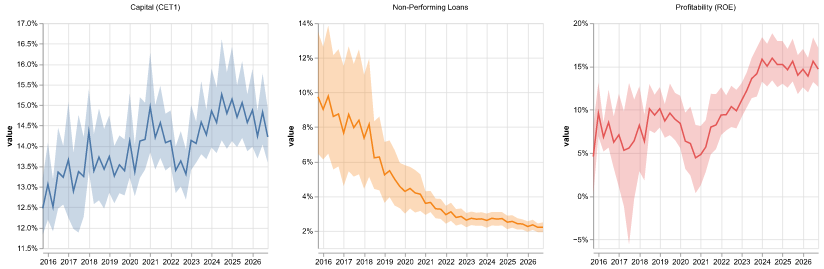 Capital (CET1)
17.0%
16.5%
16.0%
15.5%
15.0%
14.5%
14.0%
13.5%
13.0%
12.5%
12.0%
11.5%
value
2016 2017 2018 2019 2020 2021 2022 2023 2024 2025 2026
Non-Performing Loans
14%
12%
10%
8%
6%
4%
2%
value
2016 2017 2018 2019 2020 2021 2022 2023 2024 2025 2026
Profitability (ROE)
20%
15%
10%
5%
0%
−5%
value
2016 2017 2018 2019 2020 2021 2022 2023 2024 2025 2026